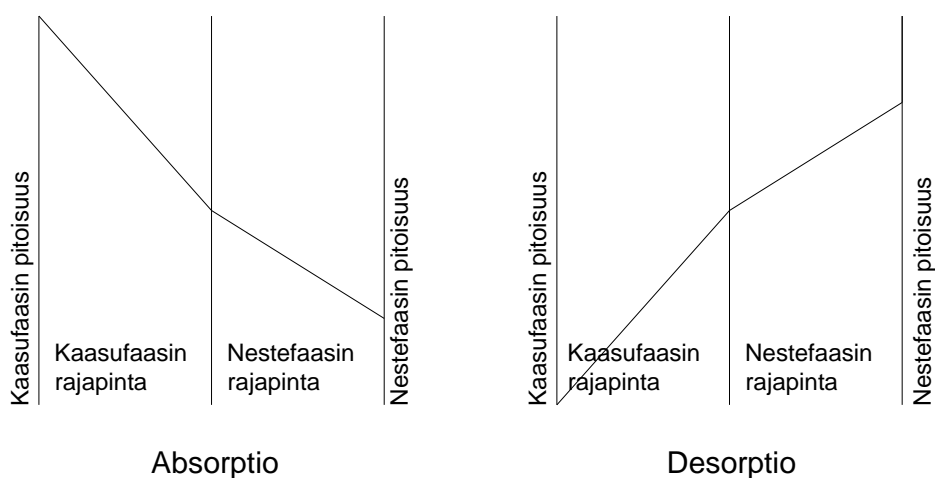 Kaasufaasin pitoisuus
Kaasufaasin
rajapinta
Nestefaasin
rajapinta
Nestefaasin pitoisuus
Absorptio
Kaasufaasin pitoisuus
Kaasufaasin
rajapinta
Nestefaasin
rajapinta
Nestefaasin pitoisuus
Desorptio